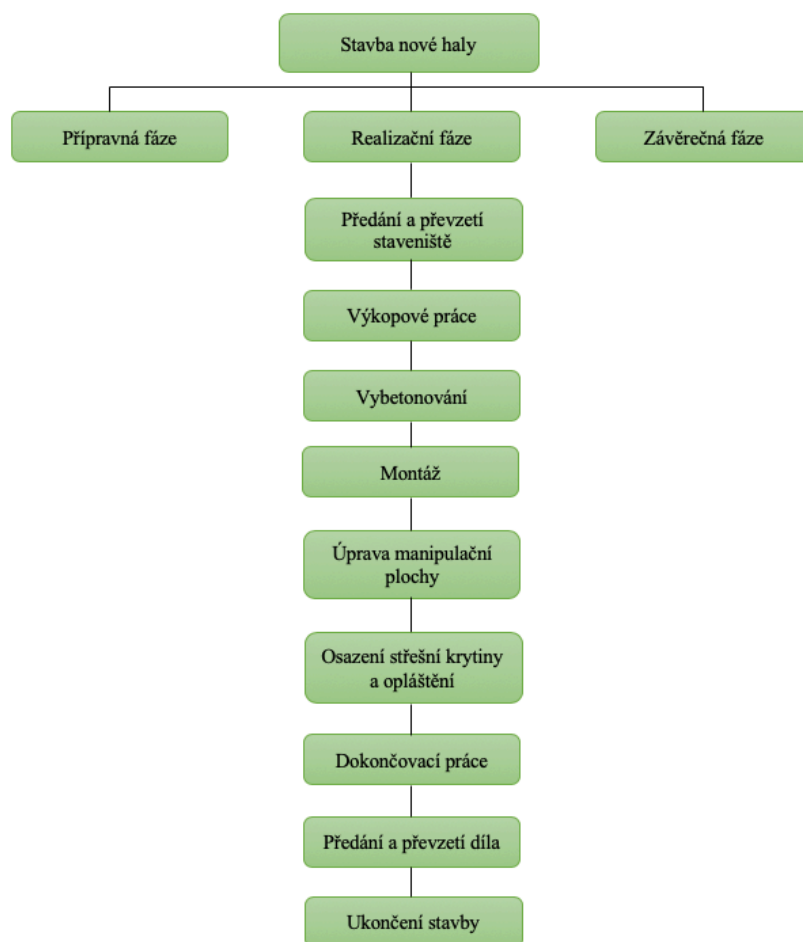 Stavba nové haly
Přípravná fáze
Realizační fáze
Závěrečná fáze
Předání a převzetí
staveniště
Výkopové práce
Vybetonování
Montáž
Úprava manipulační
plochy
Osazení střešní krytiny
a opláštění
Dokončovací práce
Předání a převzetí díla
Ukončení stavby